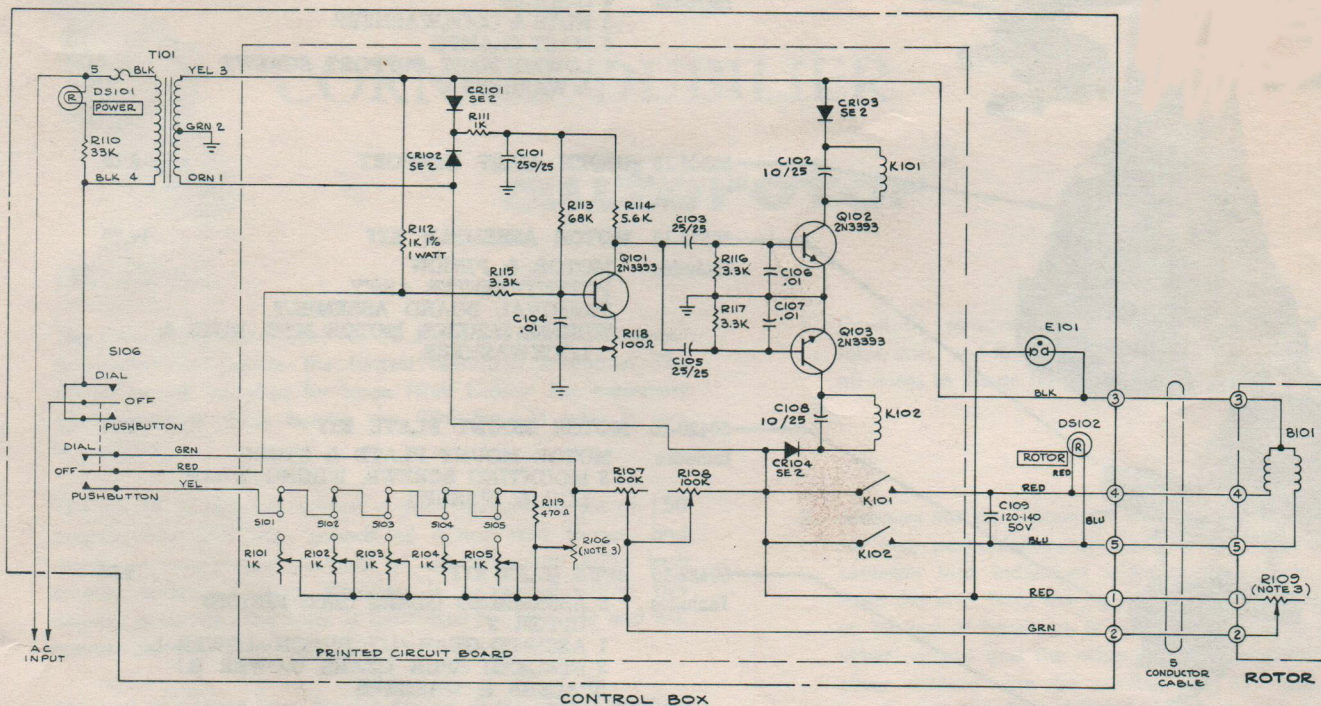 T101
5
BLK
YEL 3
DS101
POWER
R
R110
33K
GRN 2
BLK 4
ORN 1
CR101
SE 2
R111
1K
CR102
SE 2
C101
250/25
CR103
SE 2
C102
10/25
K101
R112
1K 1%
1 WATT
R113
68K
R114
5.6K
C103
25/25
Q102
2N3393
Q101
2N3393
R116
3.3K
C106
.01
R115
3.3K
C104
.01
R118
100Ω
R117
3.3K
C107
.01
Q103
2N3393
C105
25/25
E101
C108
10/25
K102
CR104
SE 2
S106
DIAL
OFF
PUSHBUTTON
DIAL
OFF
PUSHBUTTON
GRN
RED
YEL
S101
S102
S103
S104
S105
R101
1K
R102
1K
R103
1K
R104
1K
R105
1K
R119
470Ω
R106
(NOTE 3)
R107
100K
R108
100K
K101
K102
BLK
3
3
DS102
R
ROTOR
RED
B101
RED
4
4
C109
120-140
50V
BLU
BLU
5
5
RED
1
1
R109
(NOTE 3)
GRN
2
2
AC
INPUT
PRINTED CIRCUIT BOARD
CONTROL BOX
5
CONDUCTOR
CABLE
ROTOR